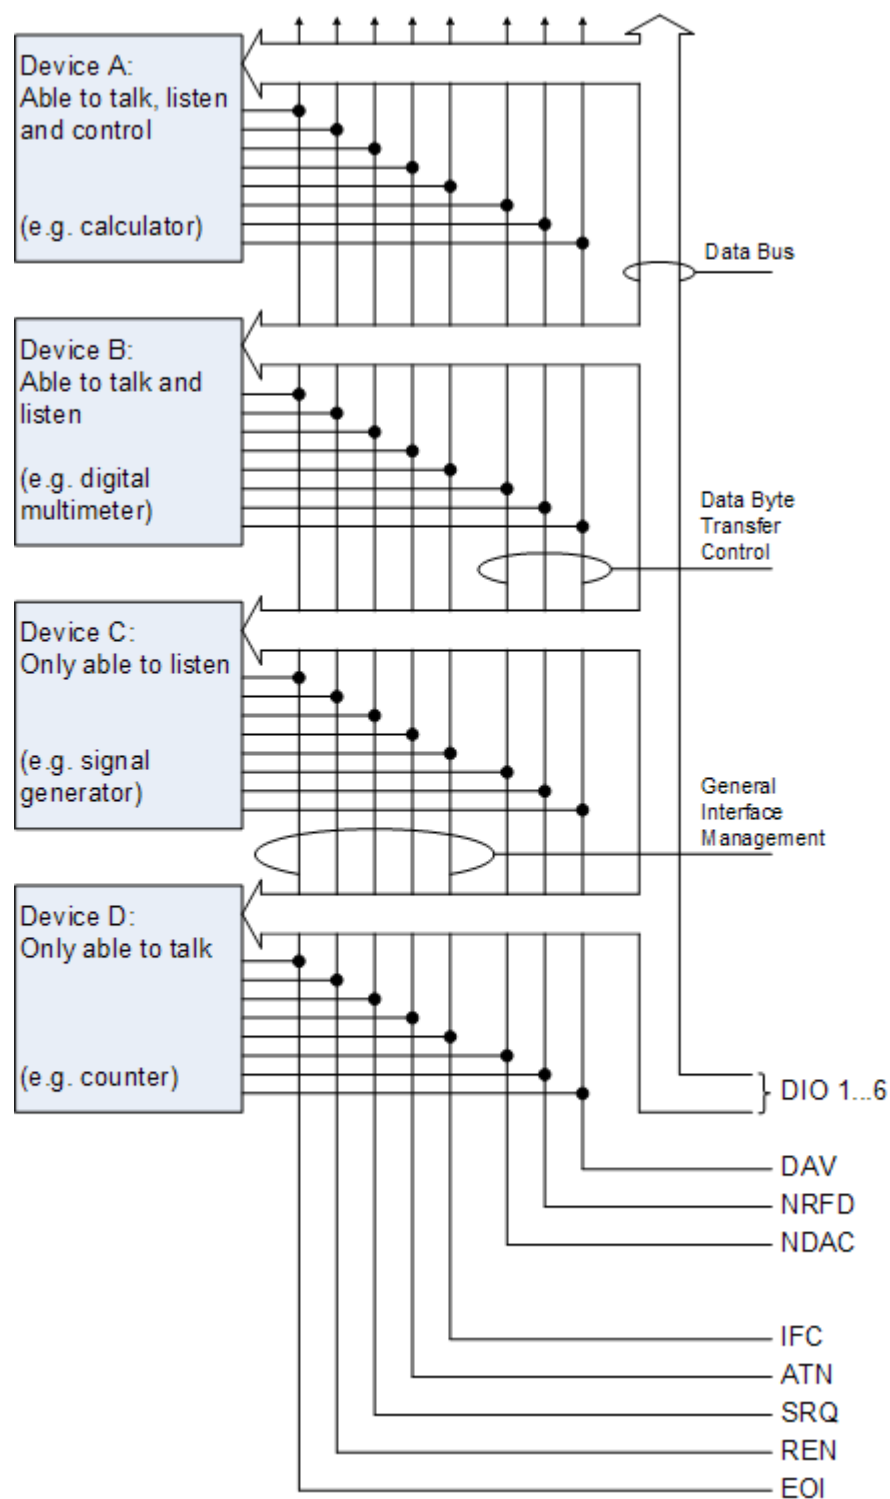 Device A:
Able to talk, listen
and control
(e.g. calculator)
Data Bus
Device B:
Able to talk and
listen
(e.g. digital
multimeter)
Data Byte
Transfer
Control
Device C:
Only able to listen
(e.g. signal
generator)
General
Interface
Management
Device D:
Only able to talk
(e.g. counter)
DIO 1...6
DAV
NRFD
NDAC
IFC
ATN
SRQ
REN
EOI